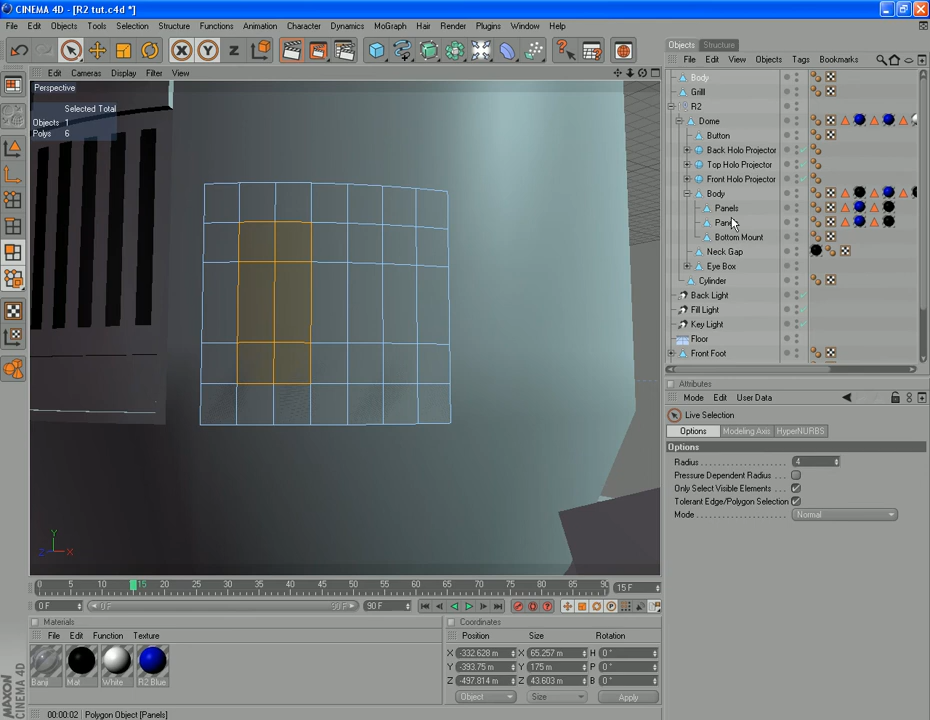 CINEMA 4D - [R2 tut.c4d *]
File Edit Objects Tools Selection Structure Functions Animation Character Dynamics MoGraph Hair Render Plugins Window Help
Edit Cameras Display Filter View
Perspective
Selected Total
Objects 1
Polys 6
Y
Z X
0 5 10 15 20 25 30 35 40 45 50 55 60 65 70 75 80 85 90 15 F
0 F 0 F 90 F 90 F
Materials
File Edit Function Texture
Banji Mat White R2 Blue
Coordinates
Position Size Rotation
X -332.628 m X 65.257 m H 0 °
Y -393.75 m Y 175 m P 0 °
Z -497.814 m Z 43.603 m B 0 °
Object Size Apply
MAXON
CINEMA 4D
00:00:02 Polygon Object [Panels]
Objects Structure
File Edit View Objects Tags Bookmarks
Body
Grill
R2
Dome
Button
Back Holo Projector
Top Holo Projector
Front Holo Projector
Body
Panels
Bottom Mount
Neck Gap
Eye Box
Cylinder
Back Light
Fill Light
Key Light
Floor
Front Foot
Attributes
Mode Edit User Data
Live Selection
Options Modeling Axis HyperNURBS
Options
Radius 4
Pressure Dependent Radius
Only Select Visible Elements
Tolerant Edge/Polygon Selection
Mode Normal